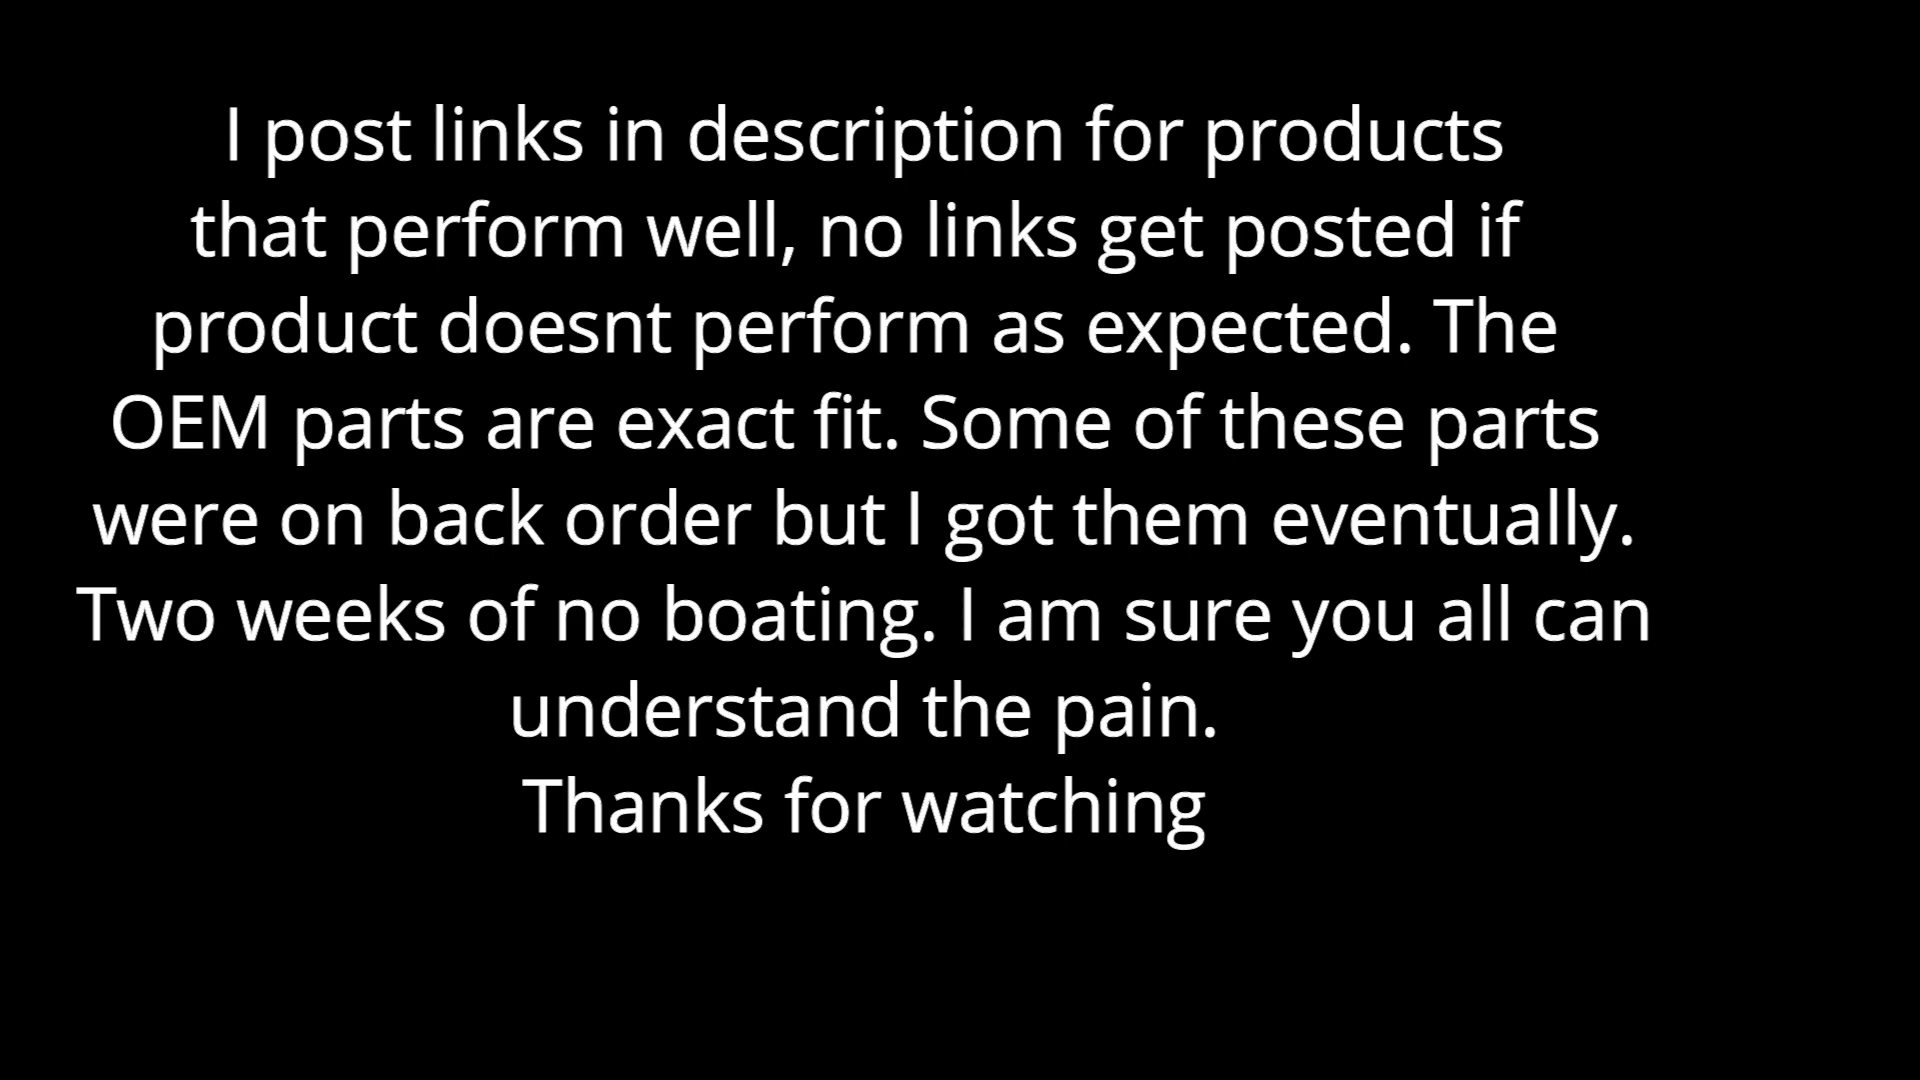 I post links in description for products
that perform well, no links get posted if
product doesnt perform as expected. The
OEM parts are exact fit. Some of these parts
were on back order but I got them eventually.
Two weeks of no boating. I am sure you all can
understand the pain.
Thanks for watching